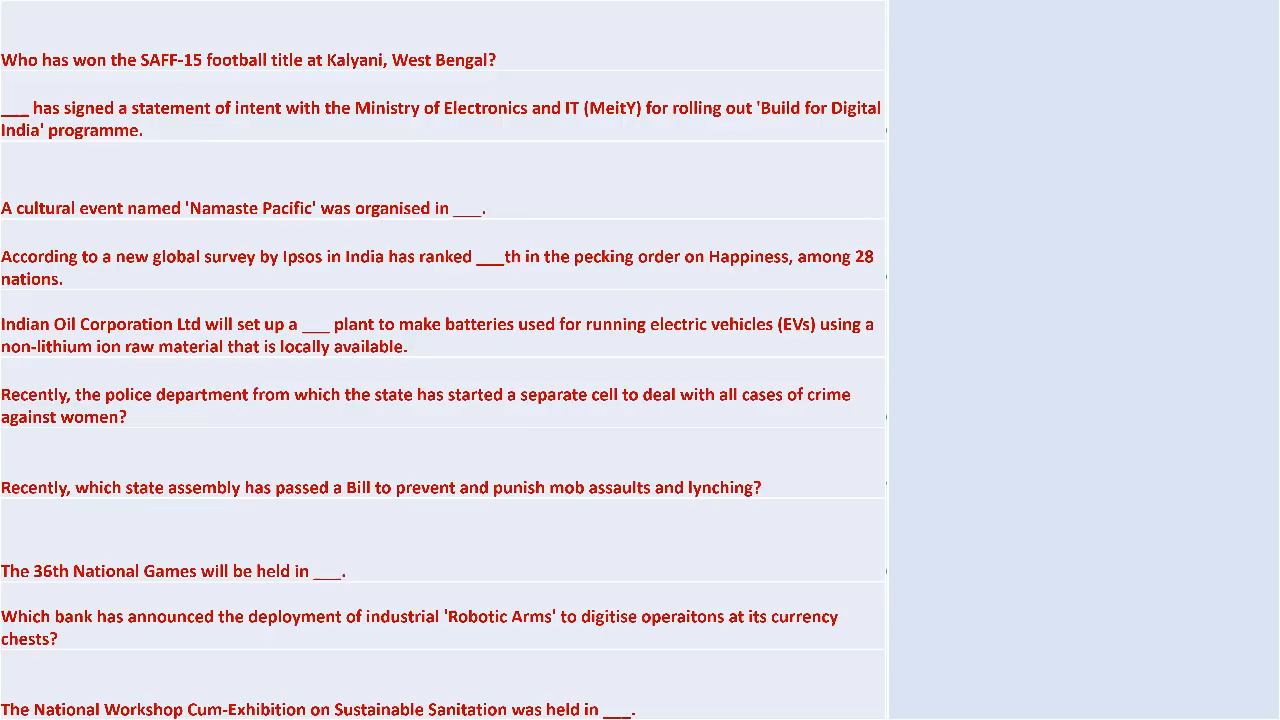 Who has won the SAFF-15 football title at Kalyani, West Bengal?
___ has signed a statement of intent with the Ministry of Electronics and IT (MeitY) for rolling out 'Build for Digital
India' programme.
A cultural event named 'Namaste Pacific' was organised in ___.
According to a new global survey by Ipsos in India has ranked ___th in the pecking order on Happiness, among 28
nations.
Indian Oil Corporation Ltd will set up a ___ plant to make batteries used for running electric vehicles (EVs) using a
non-lithium ion raw material that is locally available.
Recently, the police department from which the state has started a separate cell to deal with all cases of crime
against women?
Recently, which state assembly has passed a Bill to prevent and punish mob assaults and lynching?
The 36th National Games will be held in ___.
Which bank has announced the deployment of industrial 'Robotic Arms' to digitise operaitons at its currency
chests?
The National Workshop Cum-Exhibition on Sustainable Sanitation was held in ___.